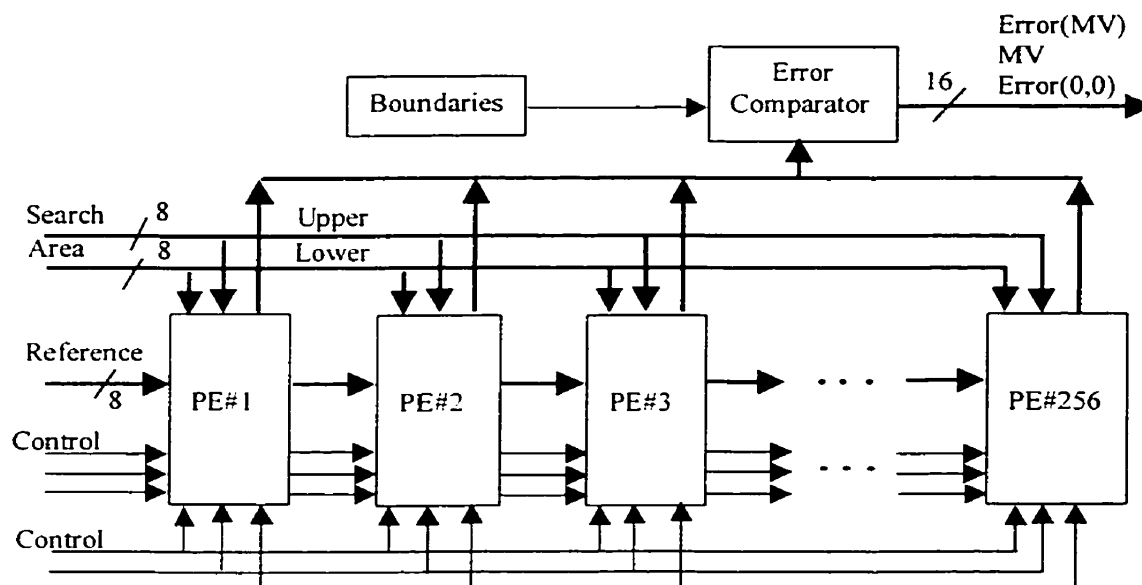 Error(MV)
MV
Error(0,0)
16
Error
Comparator
Boundaries
Search
8
Upper
Area
8
Lower
Reference
8
PE#1
PE#2
PE#3
. . .
PE#256
Control
. . .
Control